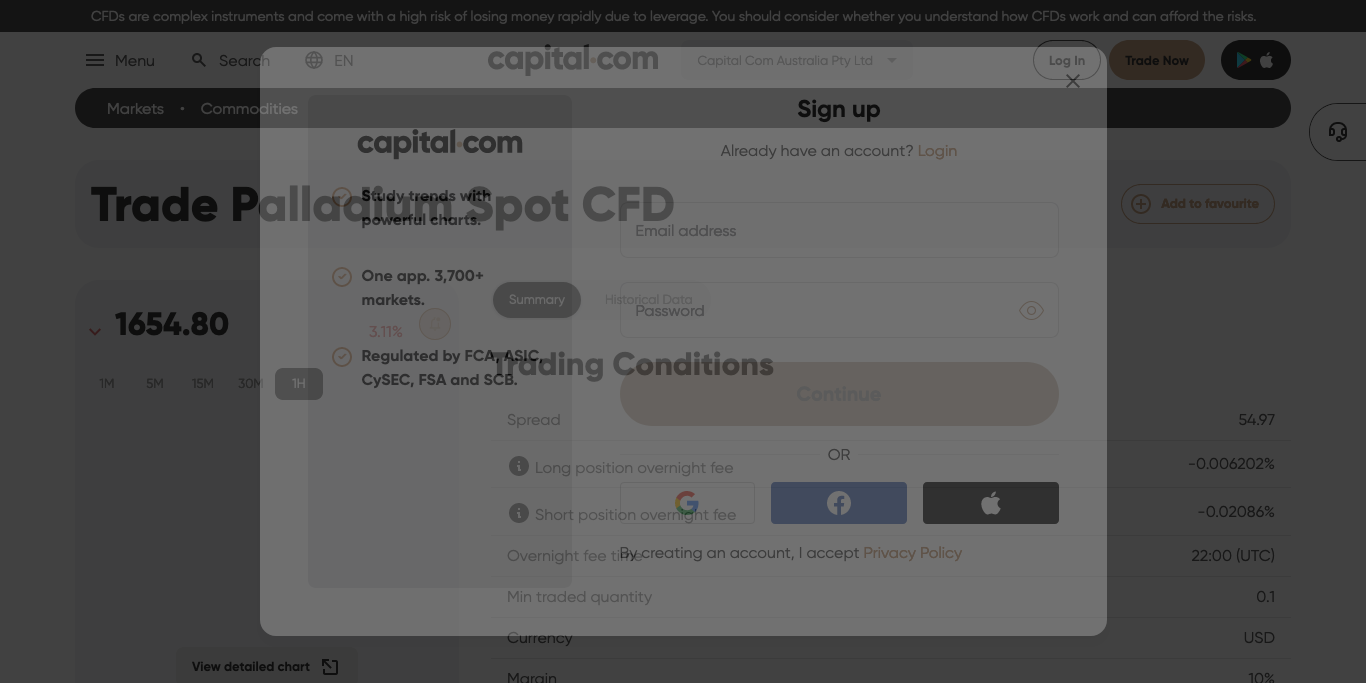 CFDs are complex instruments and come with a high risk of losing money rapidly due to leverage. You should consider whether you understand how CFDs work and can afford the risks.
Menu
Search
EN
capital.com
Capital Com Australia Pty Ltd
Log In
Trade Now
Markets • Commodities
Trade Palladium Spot CFD
Add to favourite
1654.80
3.11%
1M 5M 15M 30M 1H
View detailed chart
Summary
Historical Data
Trading Conditions
Spread 54.97
Long position overnight fee -0.006202%
Short position overnight fee -0.02086%
Overnight fee time 22:00 (UTC)
Min traded quantity 0.1
Currency USD
Margin 10%
capital.com
Study trends with
powerful charts.
One app. 3,700+
markets.
Regulated by FCA, ASIC,
CySEC, FSA and SCB.
Sign up
Already have an account? Login
Email address
Password
Continue
OR
By creating an account, I accept Privacy Policy